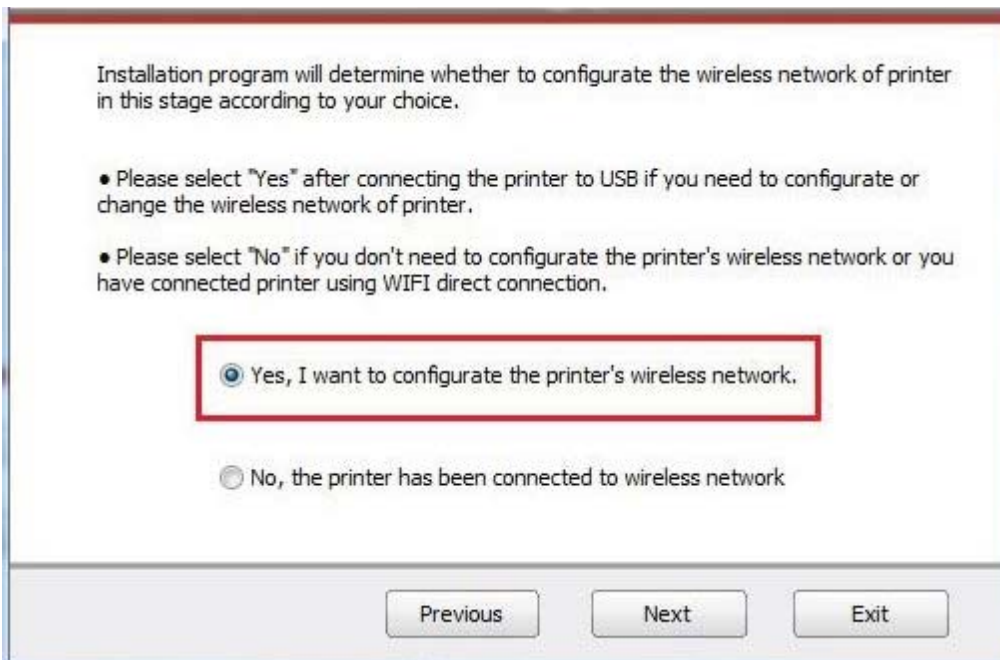 Installation program will determine whether to configurate the wireless network of printer
in this stage according to your choice.
● Please select "Yes" after connecting the printer to USB if you need to configurate or
change the wireless network of printer.
● Please select "No" if you don't need to configurate the printer's wireless network or you
have connected printer using WIFI direct connection.
Yes, I want to configurate the printer's wireless network.
No, the printer has been connected to wireless network
Previous Next Exit